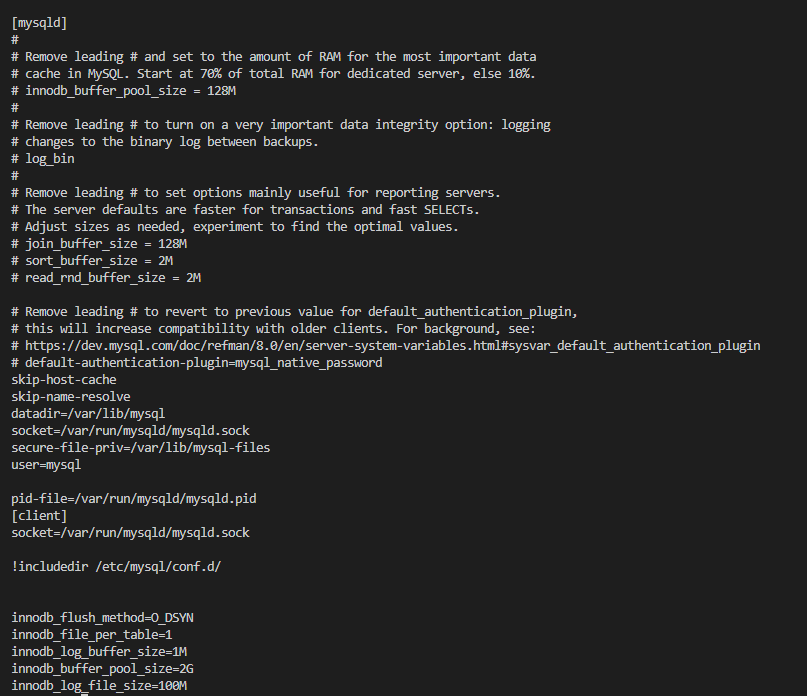 [mysqld]
#
# Remove leading # and set to the amount of RAM for the most important data
# cache in MySQL. Start at 70% of total RAM for dedicated server, else 10%.
# innodb_buffer_pool_size = 128M
#
# Remove leading # to turn on a very important data integrity option: logging
# changes to the binary log between backups.
# log_bin
#
# Remove leading # to set options mainly useful for reporting servers.
# The server defaults are faster for transactions and fast SELECTs.
# Adjust sizes as needed, experiment to find the optimal values.
# join_buffer_size = 128M
# sort_buffer_size = 2M
# read_rnd_buffer_size = 2M
# Remove leading # to revert to previous value for default_authentication_plugin,
# this will increase compatibility with older clients. For background, see:
# https://dev.mysql.com/doc/refman/8.0/en/server-system-variables.html#sysvar_default_authentication_plugin
# default-authentication-plugin=mysql_native_password
skip-host-cache
skip-name-resolve
datadir=/var/lib/mysql
socket=/var/run/mysqld/mysqld.sock
secure-file-priv=/var/lib/mysql-files
user=mysql
pid-file=/var/run/mysqld/mysqld.pid
[client]
socket=/var/run/mysqld/mysqld.sock
!includedir /etc/mysql/conf.d/
innodb_flush_method=O_DSYN
innodb_file_per_table=1
innodb_log_buffer_size=1M
innodb_buffer_pool_size=2G
innodb_log_file_size=100M